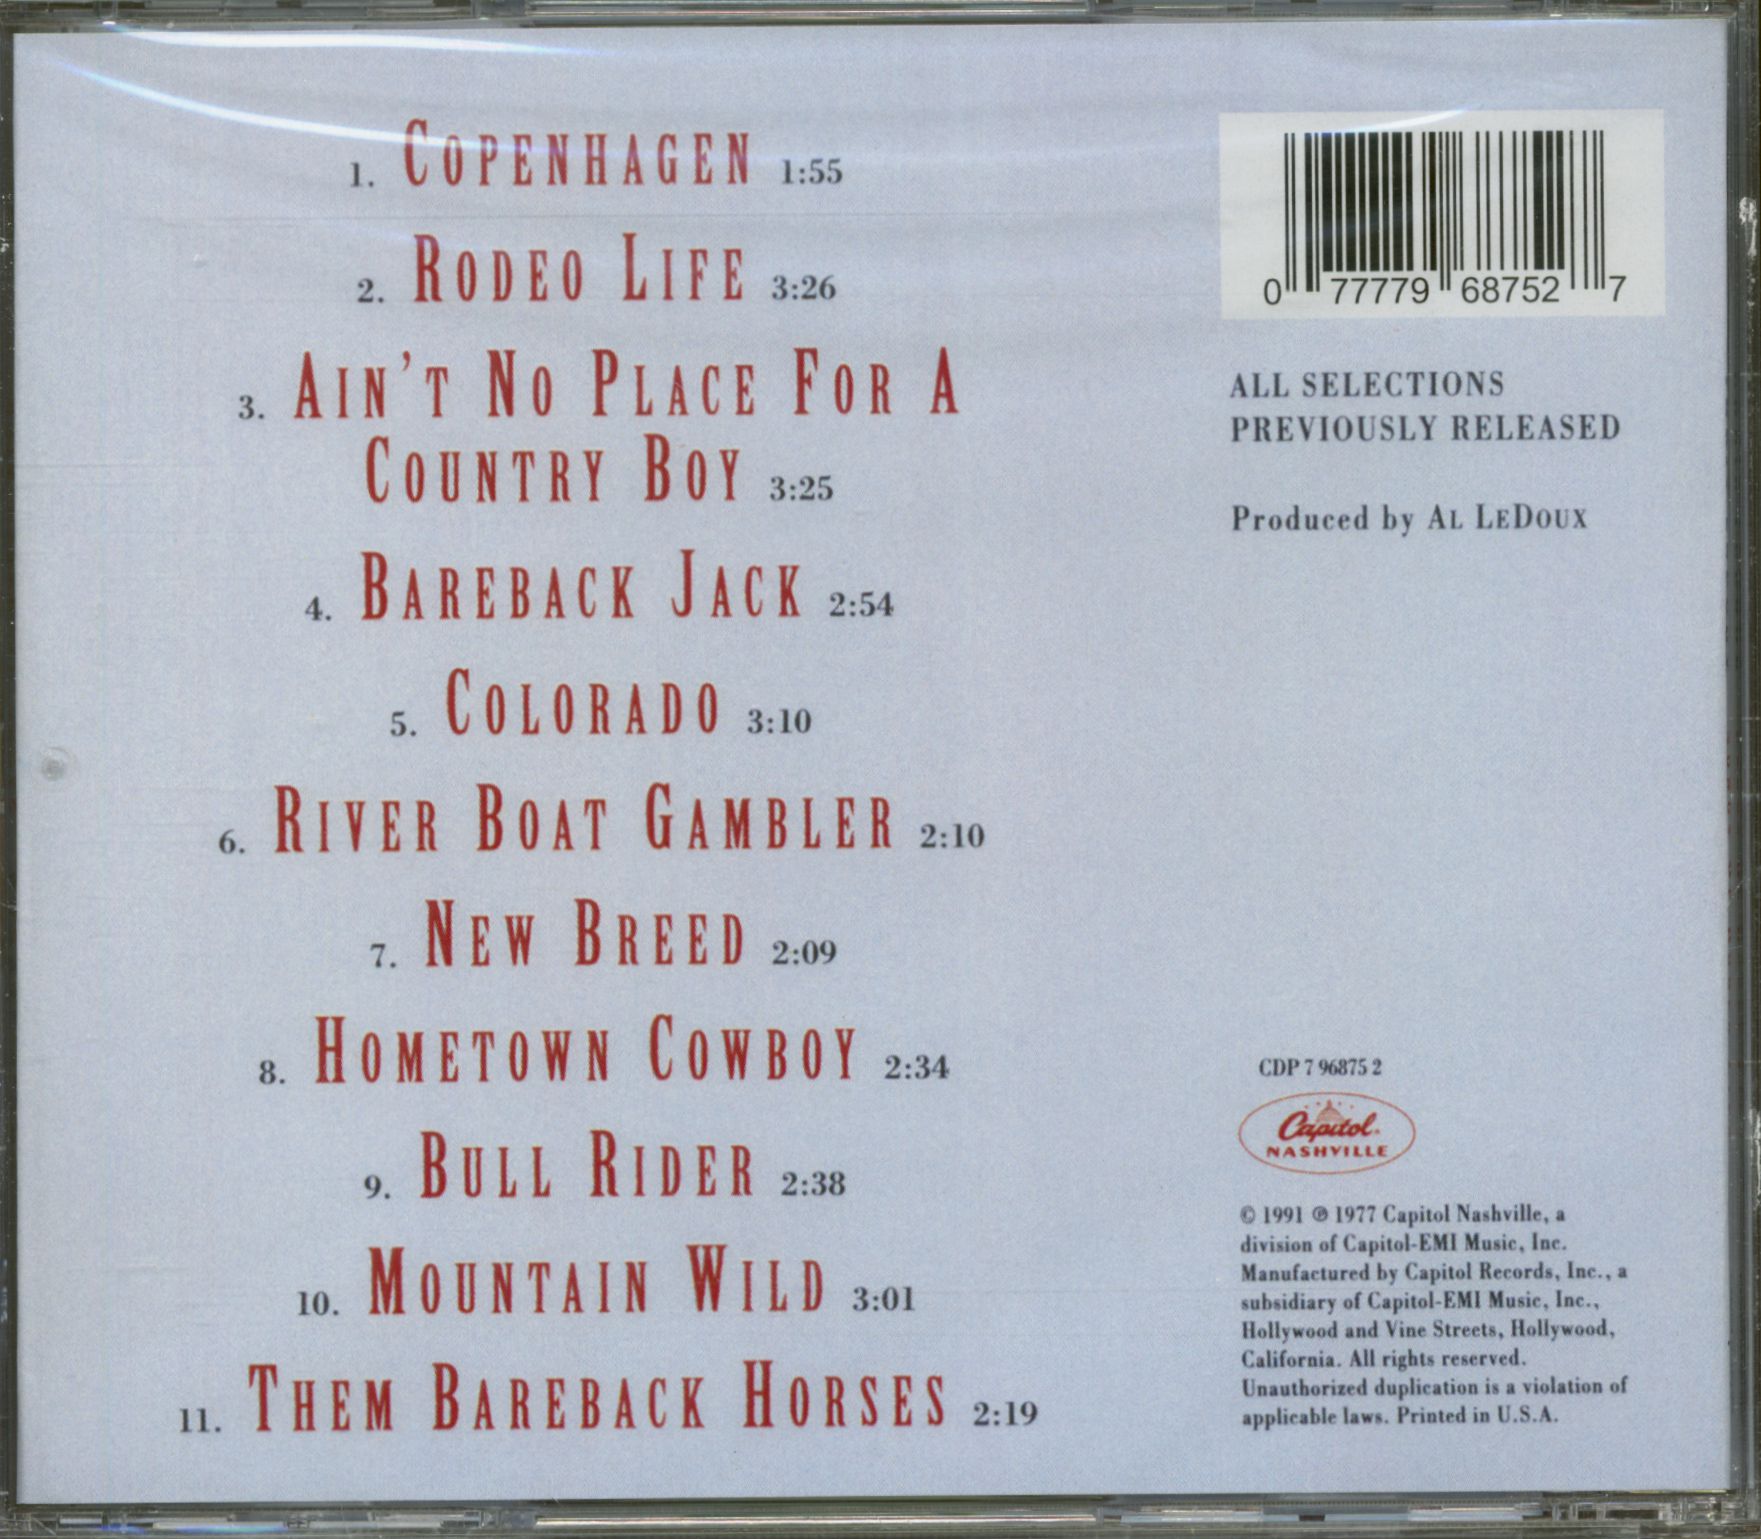 1. COPENHAGEN 1:55
2. RODEO LIFE 3:26
3. AIN'T NO PLACE FOR A
COUNTRY BOY 3:25
4. BAREBACK JACK 2:54
5. COLORADO 3:10
6. RIVER BOAT GAMBLER 2:10
7. NEW BREED 2:09
8. HOMETOWN COWBOY 2:34
9. BULL RIDER 2:38
10. MOUNTAIN WILD 3:01
11. THEM BAREBACK HORSES 2:19
0 77779 68752 7
ALL SELECTIONS
PREVIOUSLY RELEASED
Produced by AL LEDOUX
CDP 7 96875 2
Capitol
NASHVILLE
© 1991 ℗ 1977 Capitol Nashville, a
division of Capitol-EMI Music, Inc.
Manufactured by Capitol Records, Inc., a
subsidiary of Capitol-EMI Music, Inc.,
Hollywood and Vine Streets, Hollywood,
California. All rights reserved.
Unauthorized duplication is a violation of
applicable laws. Printed in U.S.A.